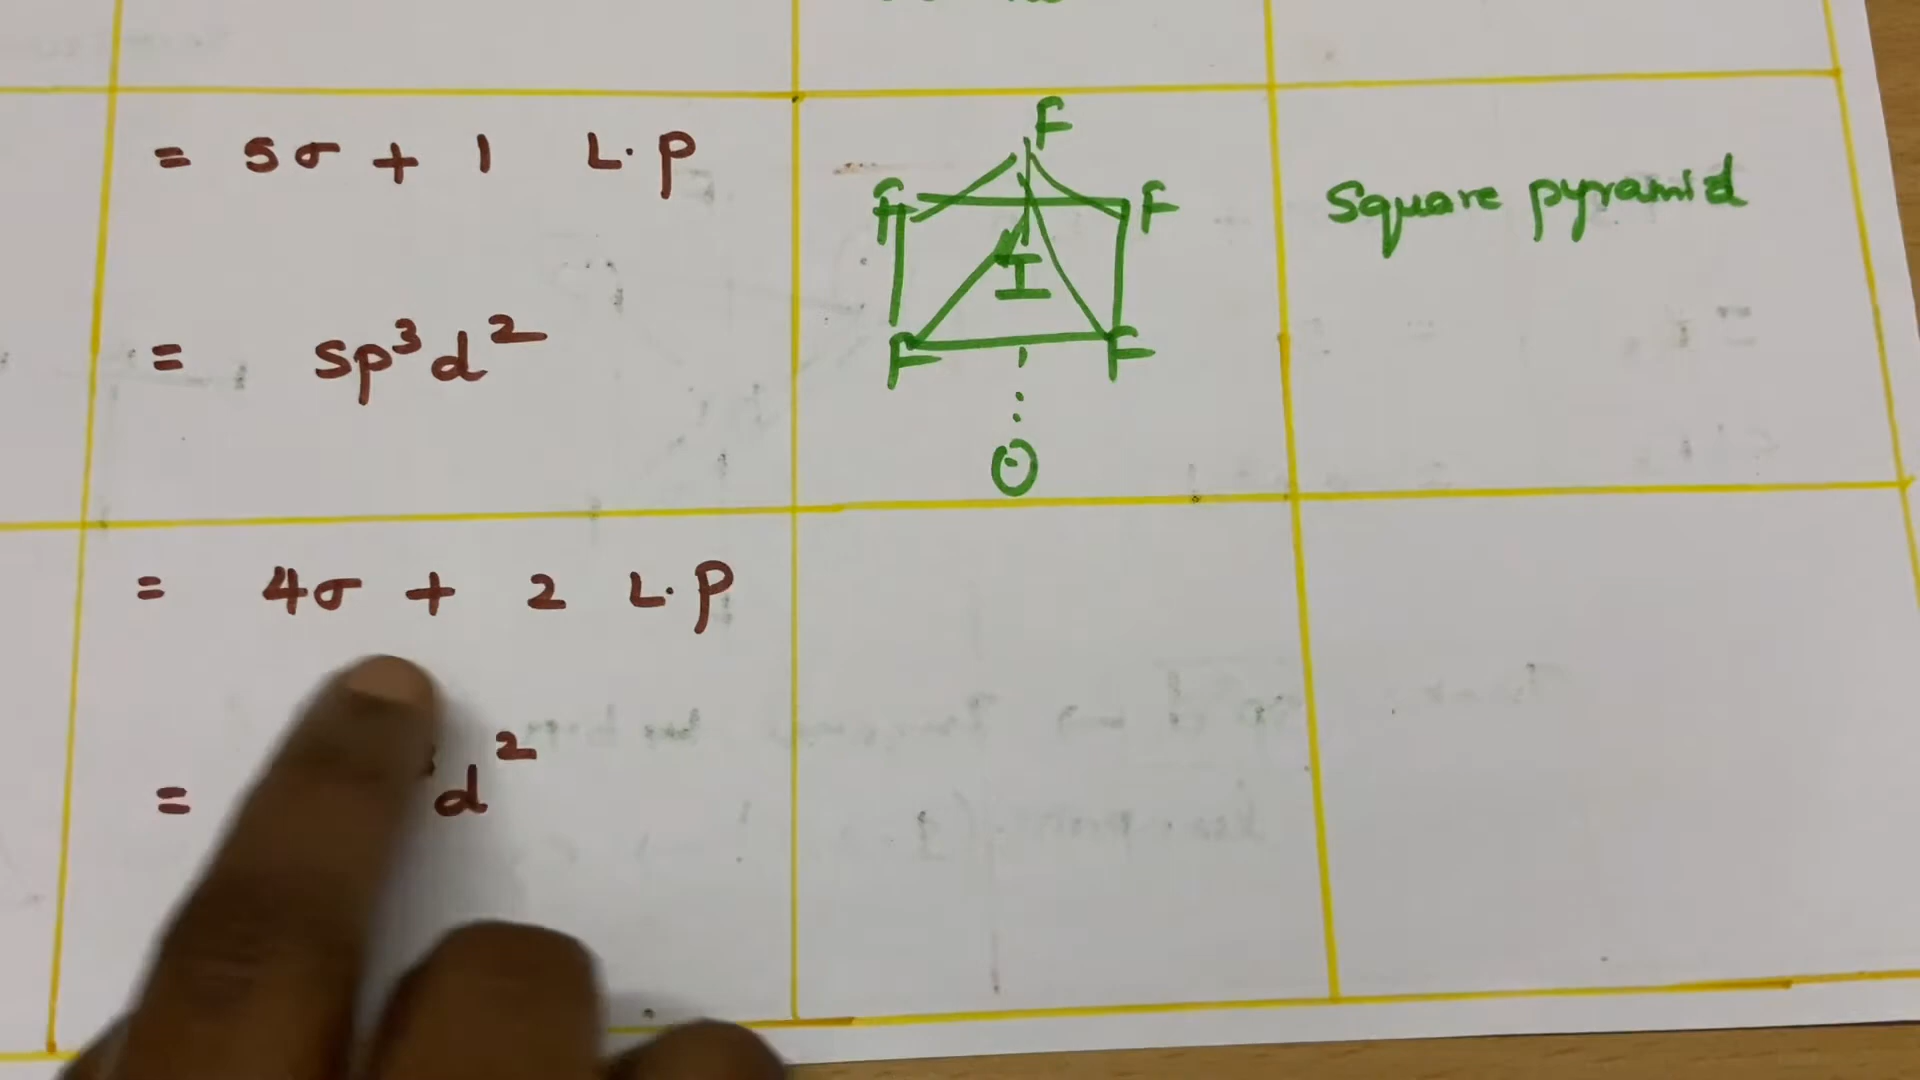 = 5σ + 1 L.P
= sp³d²
F
F F
I
F F
Square pyramid
= 4σ + 2 L.P
= d²